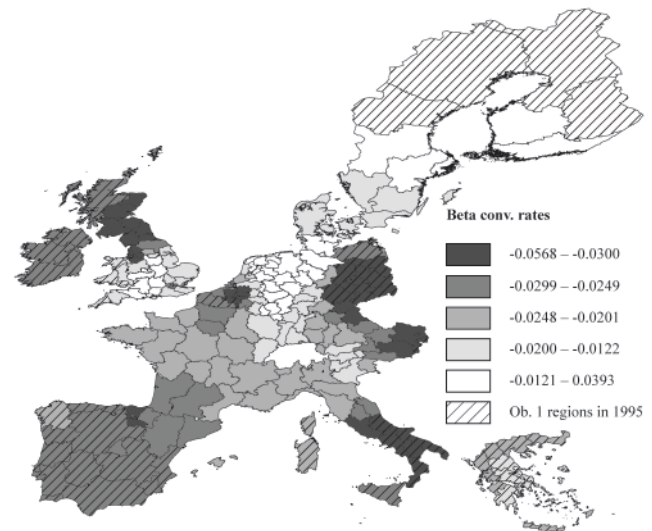 Beta conv. rates
-0.0568 – -0.0300
-0.0299 – -0.0249
-0.0248 – -0.0201
-0.0200 – -0.0122
-0.0121 – 0.0393
Ob. 1 regions in 1995